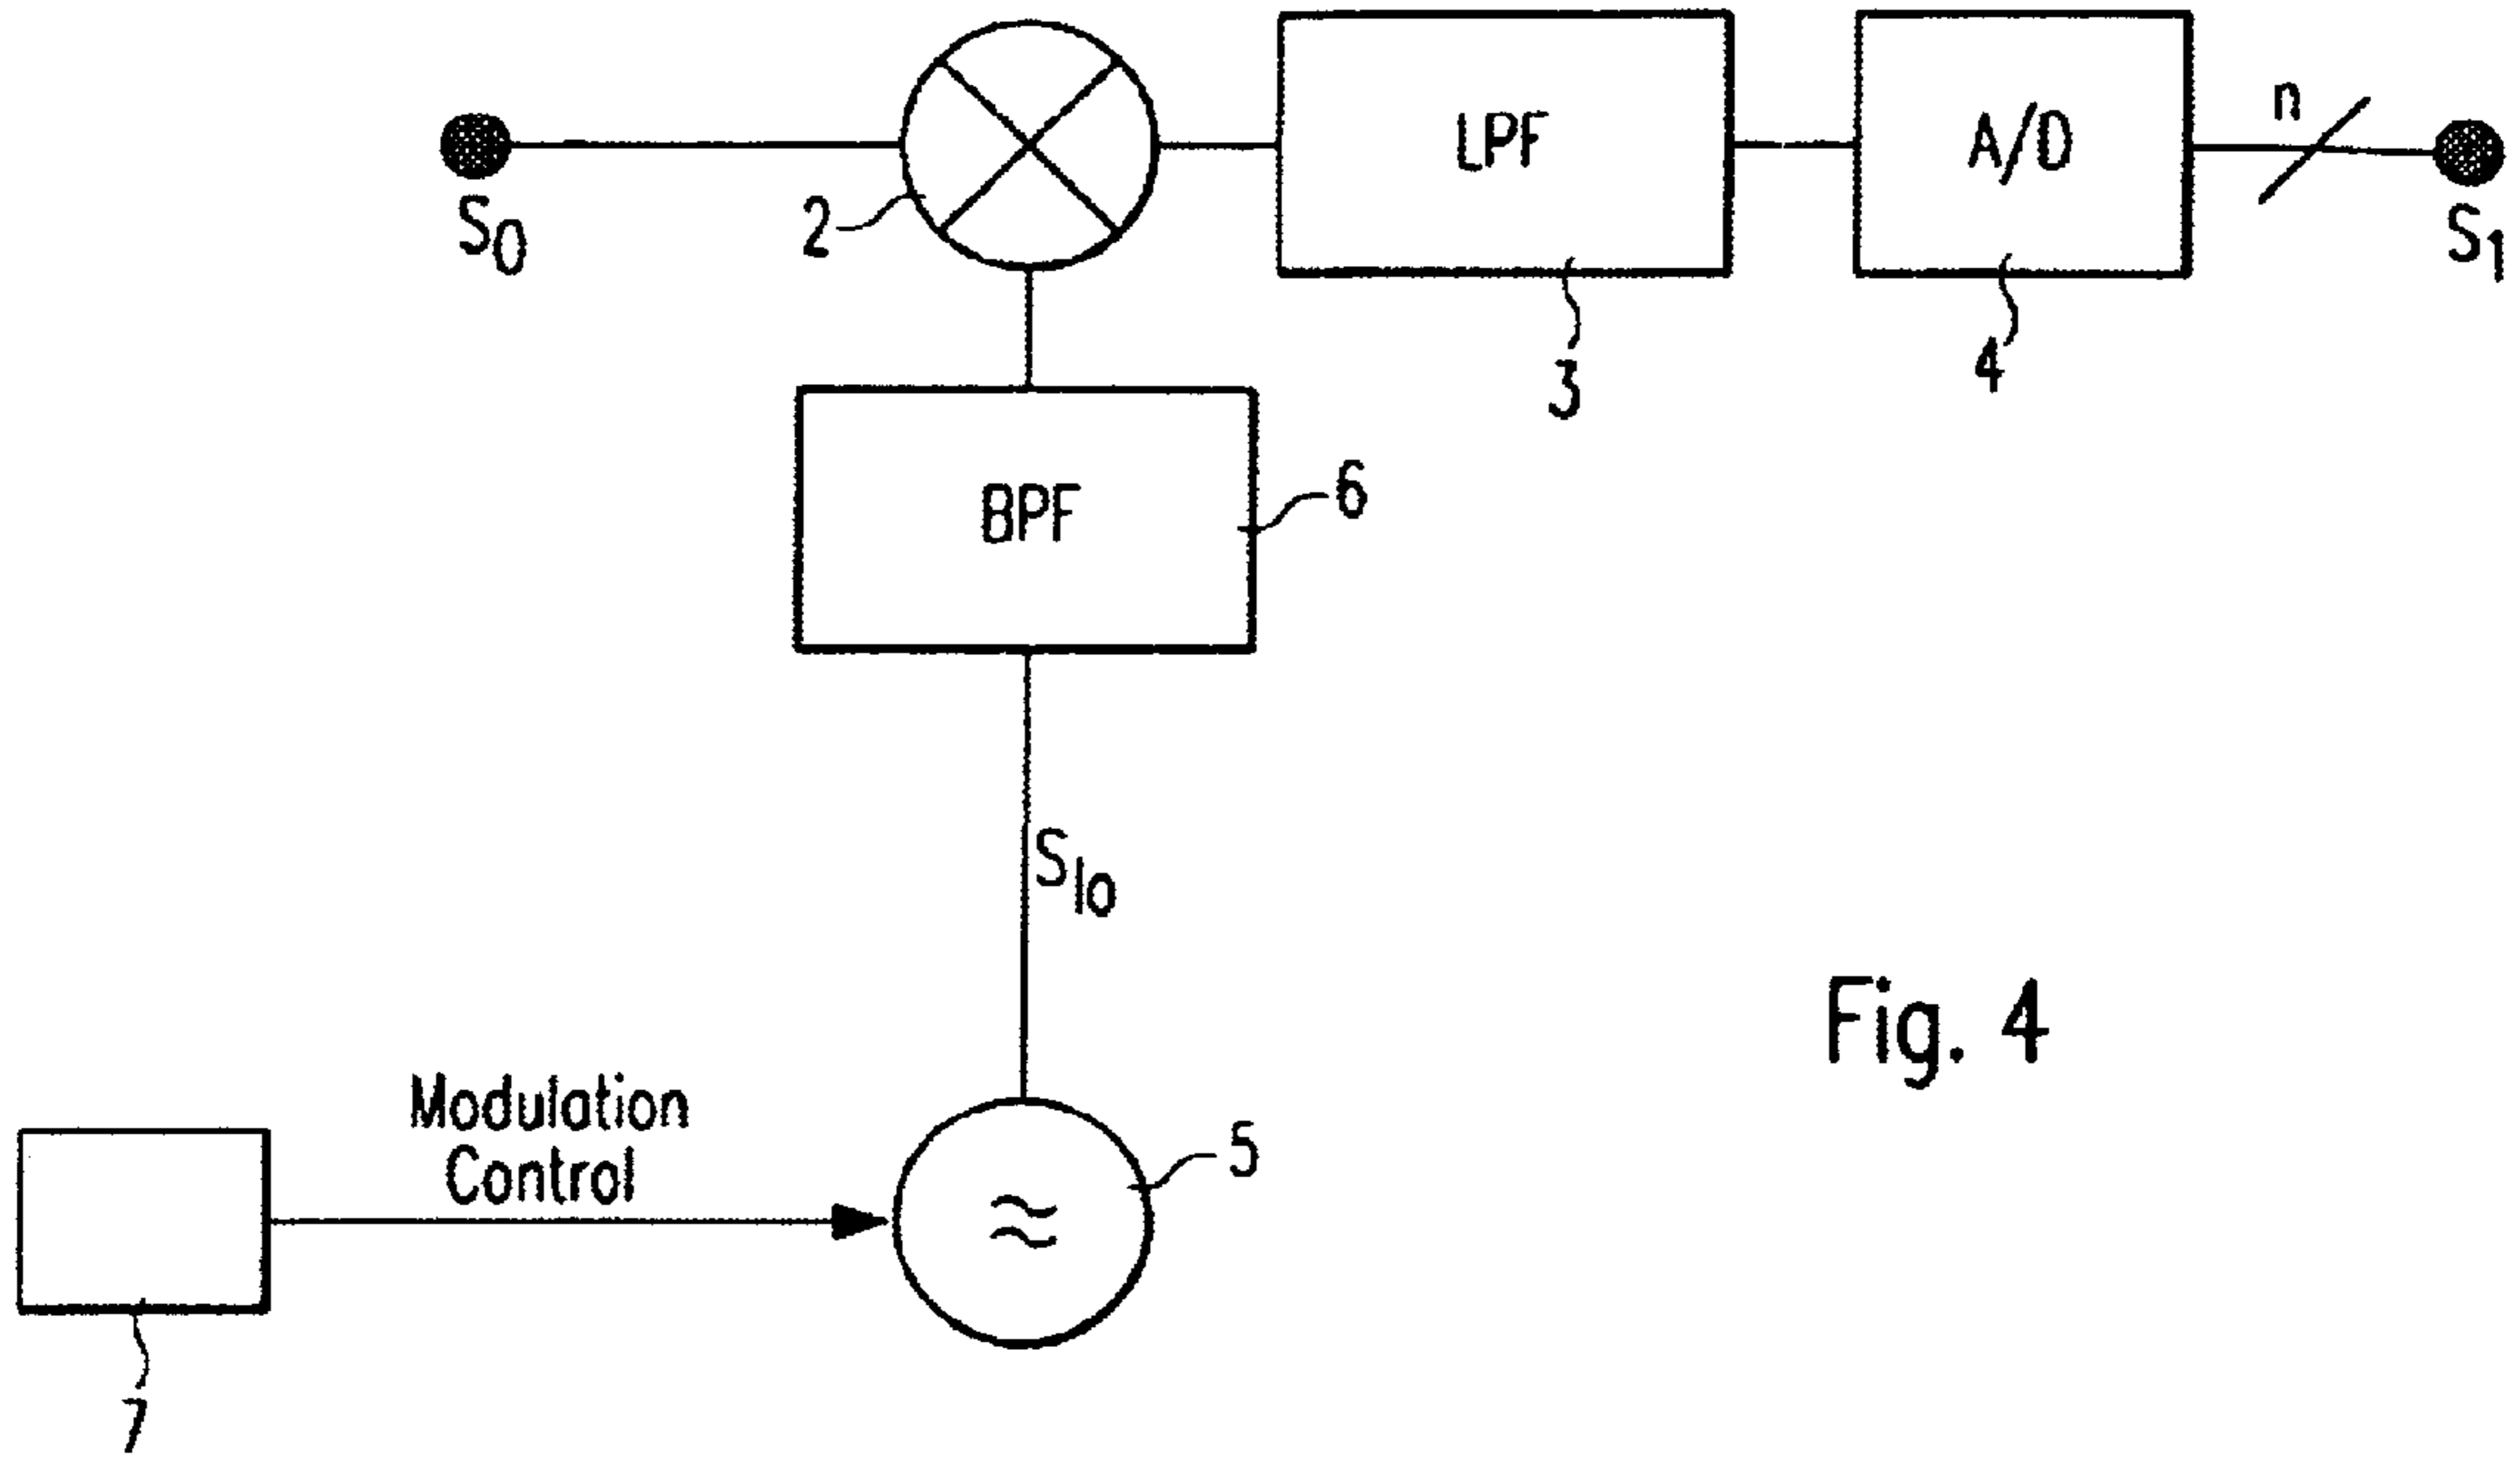 LPF
A/D
n
S0
2
S1
3
4
BPF
6
Slo
Fig. 4
Modulation
Control
5
7